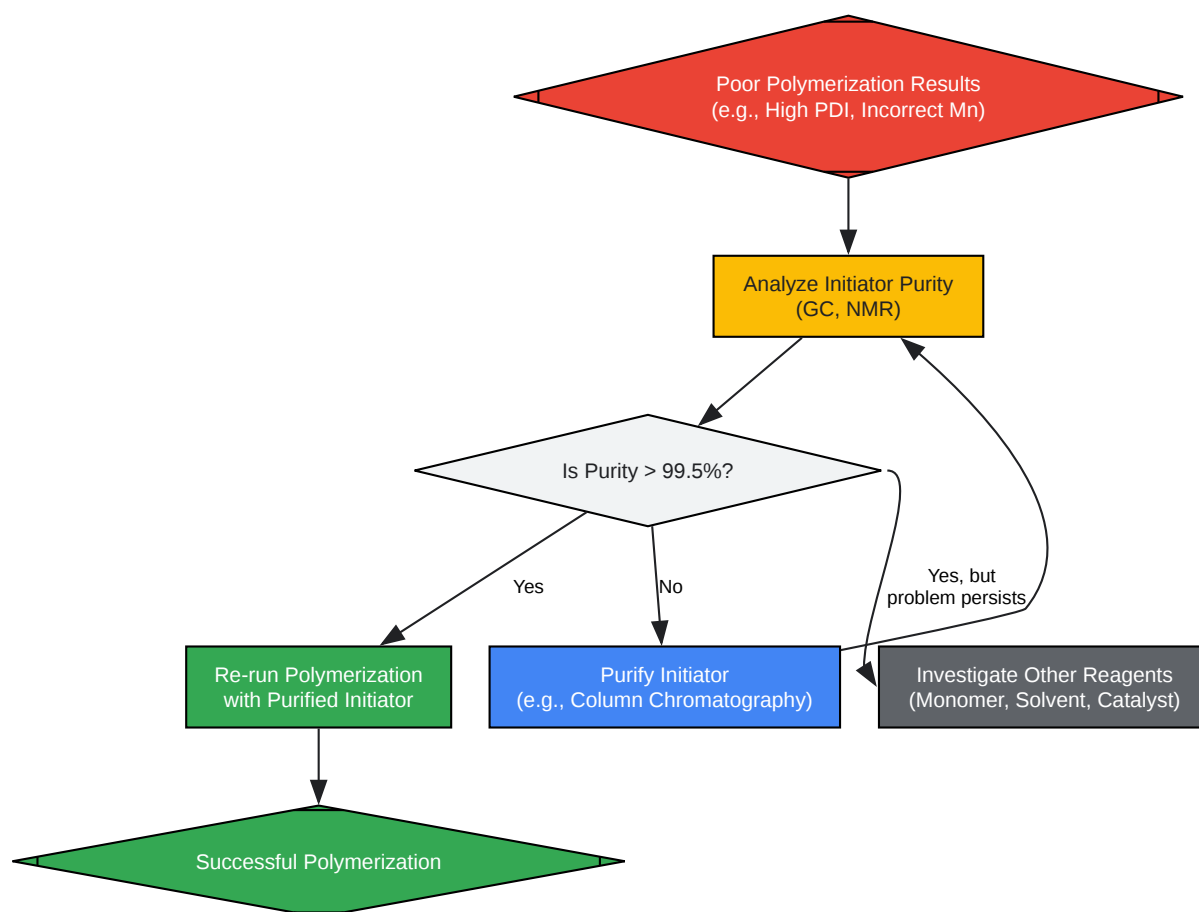 Poor Polymerization Results
(e.g., High PDI, Incorrect Mn)
Analyze Initiator Purity
(GC, NMR)
Is Purity > 99.5%?
Yes
No
Yes, but
problem persists
Re-run Polymerization
with Purified Initiator
Purify Initiator
(e.g., Column Chromatography)
Investigate Other Reagents
(Monomer, Solvent, Catalyst)
Successful Polymerization